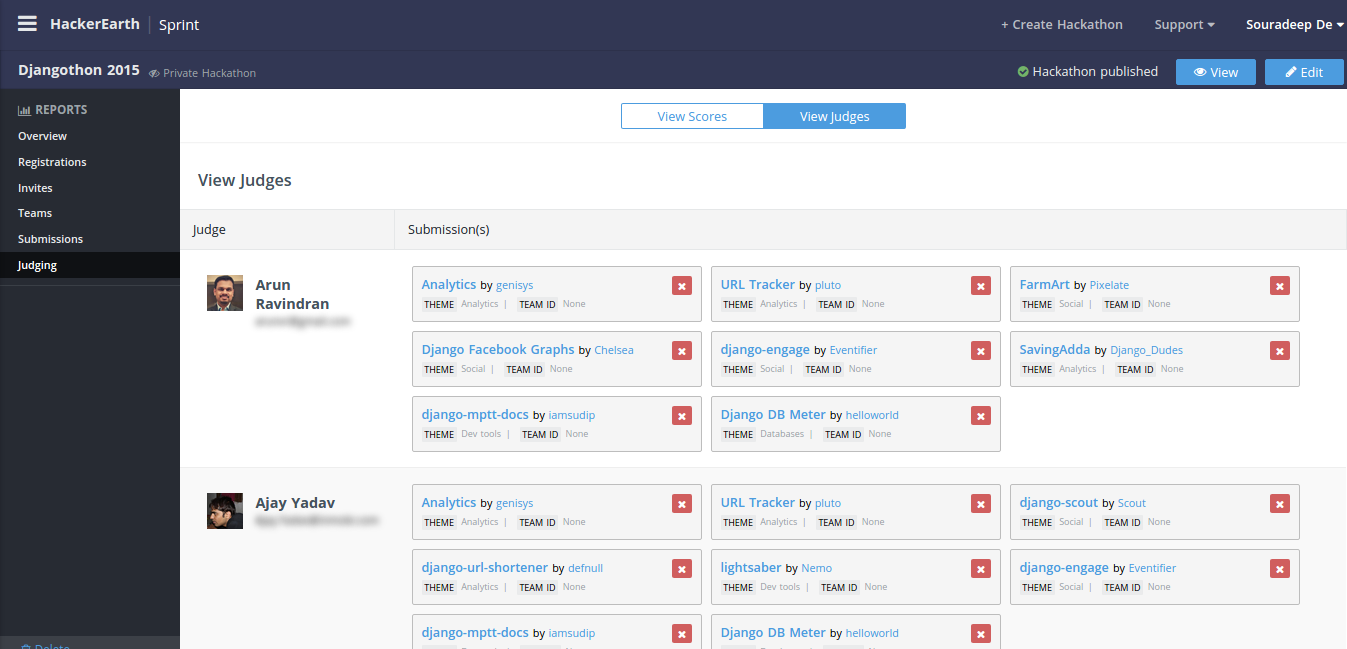 HackerEarth | Sprint + Create Hackathon Support Souradeep De
Djangothon 2015 Private Hackathon Hackathon published View Edit
REPORTS
Overview
Registrations
Invites
Teams
Submissions
Judging
Delete
View Scores View Judges
View Judges
Judge Submission(s)
Arun
Ravindran
Analytics by genisys
THEME Analytics | TEAM ID None
URL Tracker by pluto
THEME Analytics | TEAM ID None
FarmArt by Pixelate
THEME Social | TEAM ID None
Django Facebook Graphs by Chelsea
THEME Social | TEAM ID None
django-engage by Eventifier
THEME Social | TEAM ID None
SavingAdda by Django_Dudes
THEME Analytics | TEAM ID None
django-mptt-docs by iamsudip
THEME Dev tools | TEAM ID None
Django DB Meter by helloworld
THEME Databases | TEAM ID None
Ajay Yadav
Analytics by genisys
THEME Analytics | TEAM ID None
URL Tracker by pluto
THEME Analytics | TEAM ID None
django-scout by Scout
THEME Social | TEAM ID None
django-url-shortener by defnull
THEME Analytics | TEAM ID None
lightsaber by Nemo
THEME Dev tools | TEAM ID None
django-engage by Eventifier
THEME Social | TEAM ID None
django-mptt-docs by iamsudip
Django DB Meter by helloworld